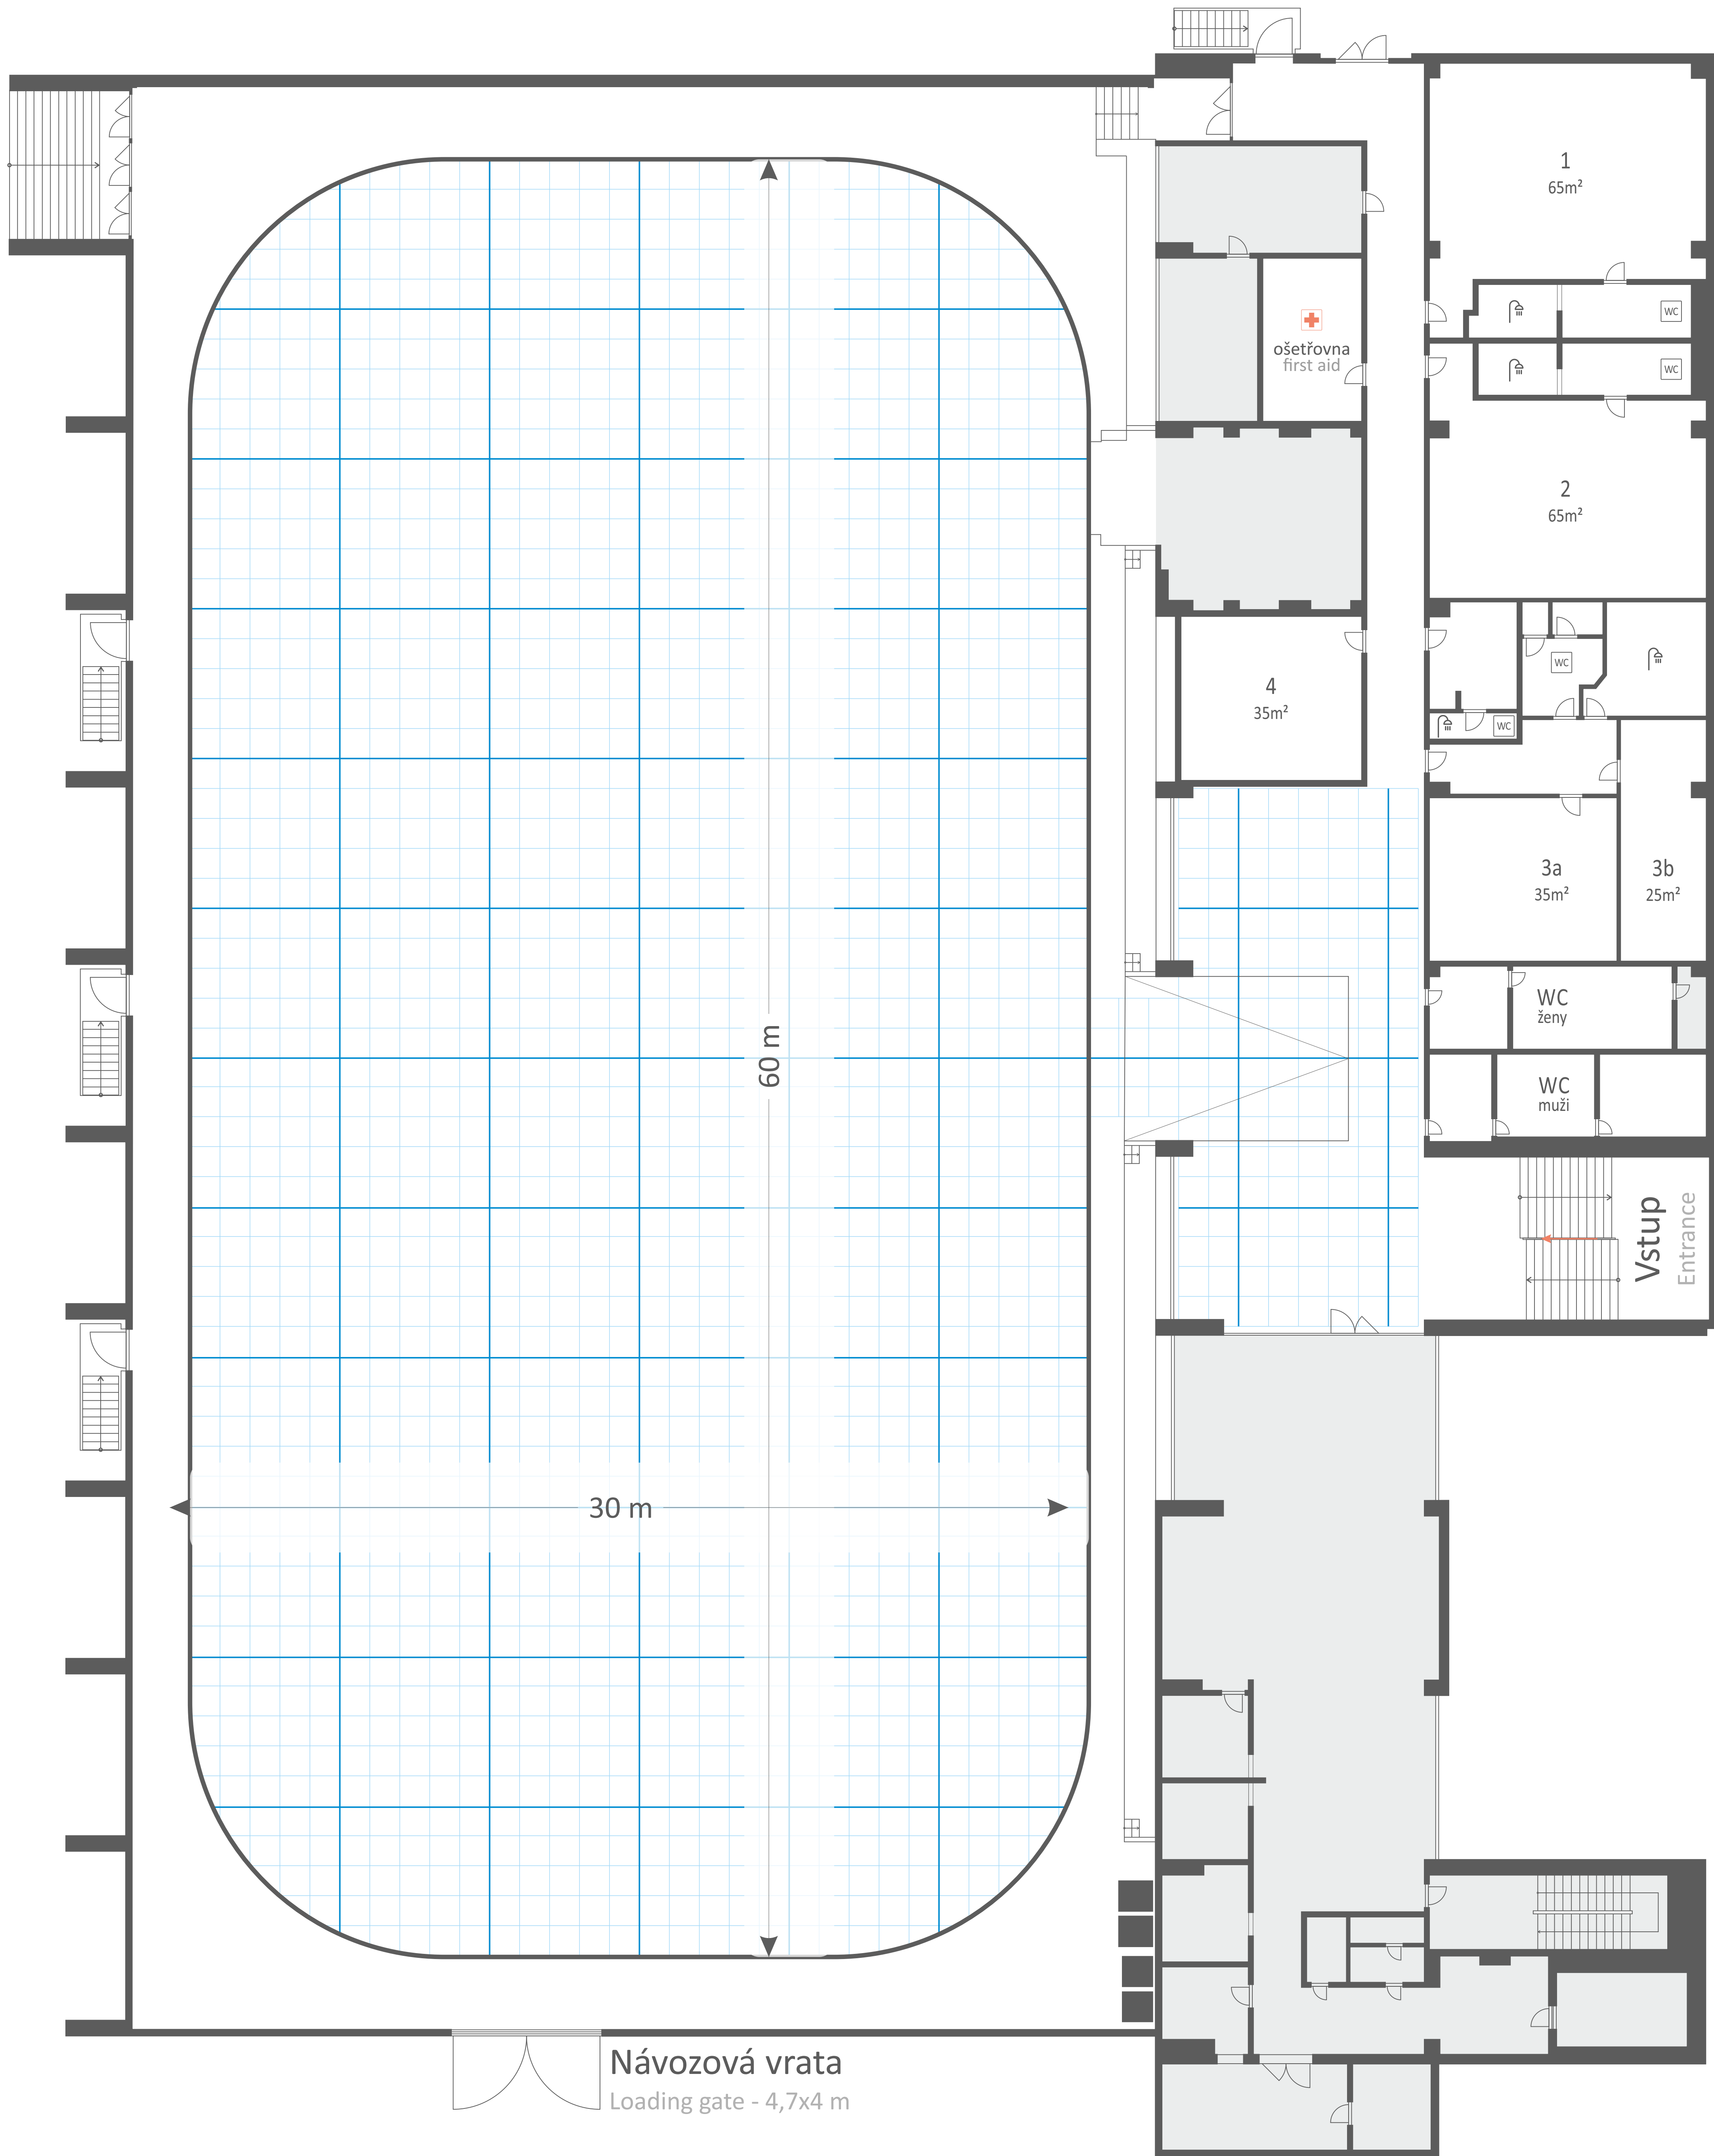 1
65m²
WC
ošetřovna
first aid
WC
2
65m²
WC
4
35m²
WC
3a
35m²
3b
25m²
WC
ženy
60 m
WC
muži
Vstup
Entrance
30 m
Návozová vrata
Loading gate - 4,7x4 m